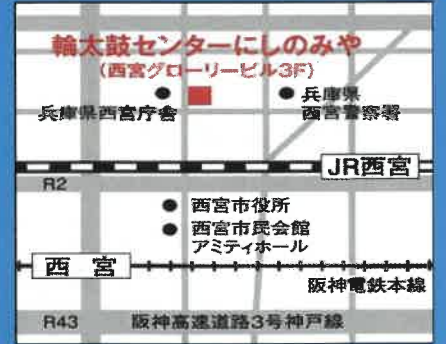 輪太鼓センターにしのみや
(西宮グローリービル3F)
兵庫県西宮庁舎
兵庫県
西宮警察署
JR西宮
R2
西宮市役所
西宮市民会館
アミティホール
西 宮
阪神電鉄本線
R43 阪神高速道路3号神戸線